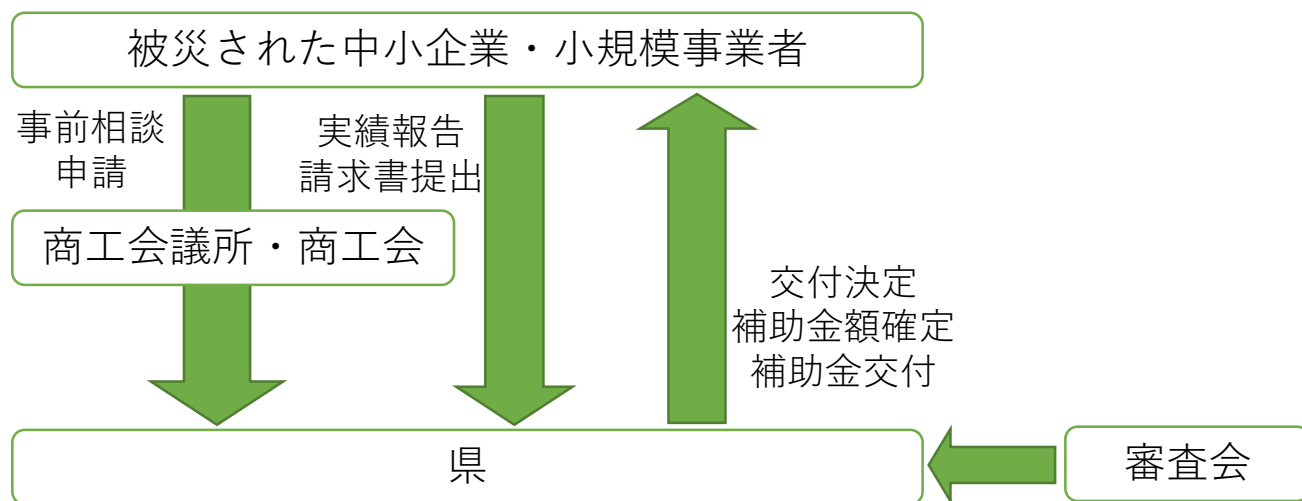 被災された中小企業・小規模事業者
事前相談
申請
実績報告
請求書提出
商工会議所・商工会
交付決定
補助金額確定
補助金交付
県
審査会